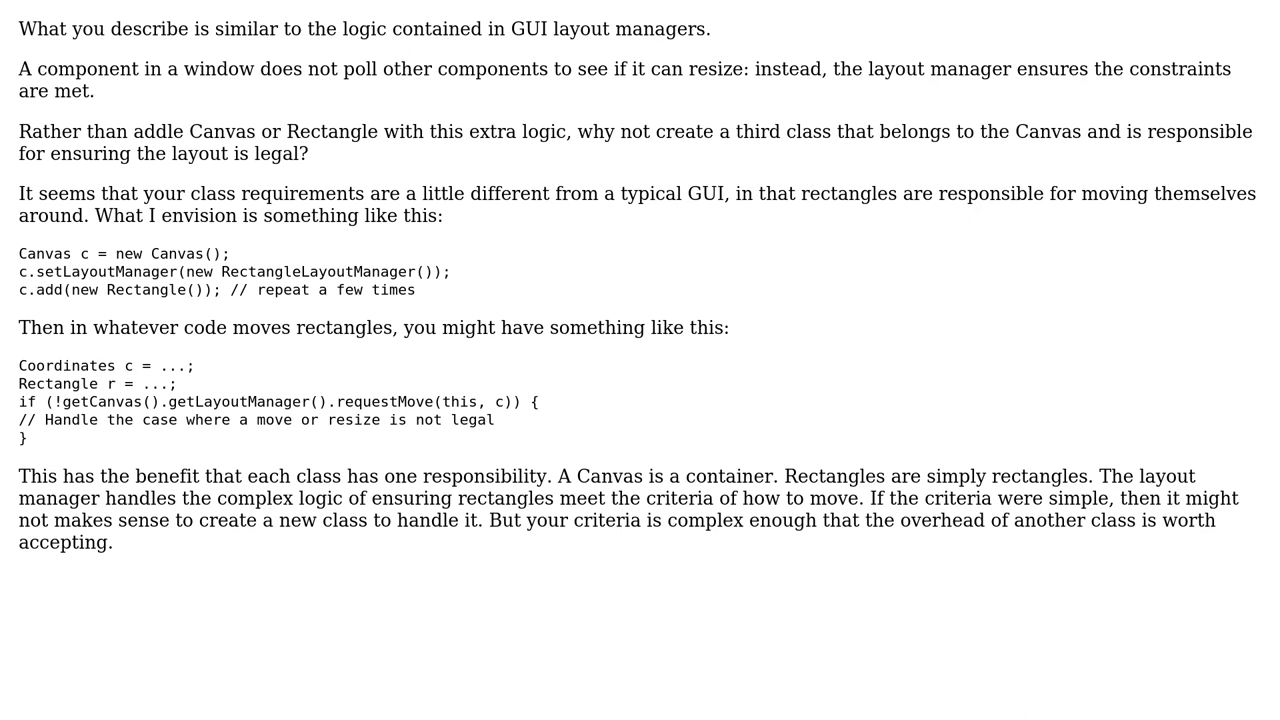 What you describe is similar to the logic contained in GUI layout managers.
A component in a window does not poll other components to see if it can resize: instead, the layout manager ensures the constraints
are met.
Rather than addle Canvas or Rectangle with this extra logic, why not create a third class that belongs to the Canvas and is responsible
for ensuring the layout is legal?
It seems that your class requirements are a little different from a typical GUI, in that rectangles are responsible for moving themselves
around. What I envision is something like this:
Canvas c = new Canvas();
c.setLayoutManager(new RectangleLayoutManager());
c.add(new Rectangle()); // repeat a few times
Then in whatever code moves rectangles, you might have something like this:
Coordinates c = ...;
Rectangle r = ...;
if (!getCanvas().getLayoutManager().requestMove(this, c)) {
// Handle the case where a move or resize is not legal
}
This has the benefit that each class has one responsibility. A Canvas is a container. Rectangles are simply rectangles. The layout
manager handles the complex logic of ensuring rectangles meet the criteria of how to move. If the criteria were simple, then it might
not makes sense to create a new class to handle it. But your criteria is complex enough that the overhead of another class is worth
accepting.